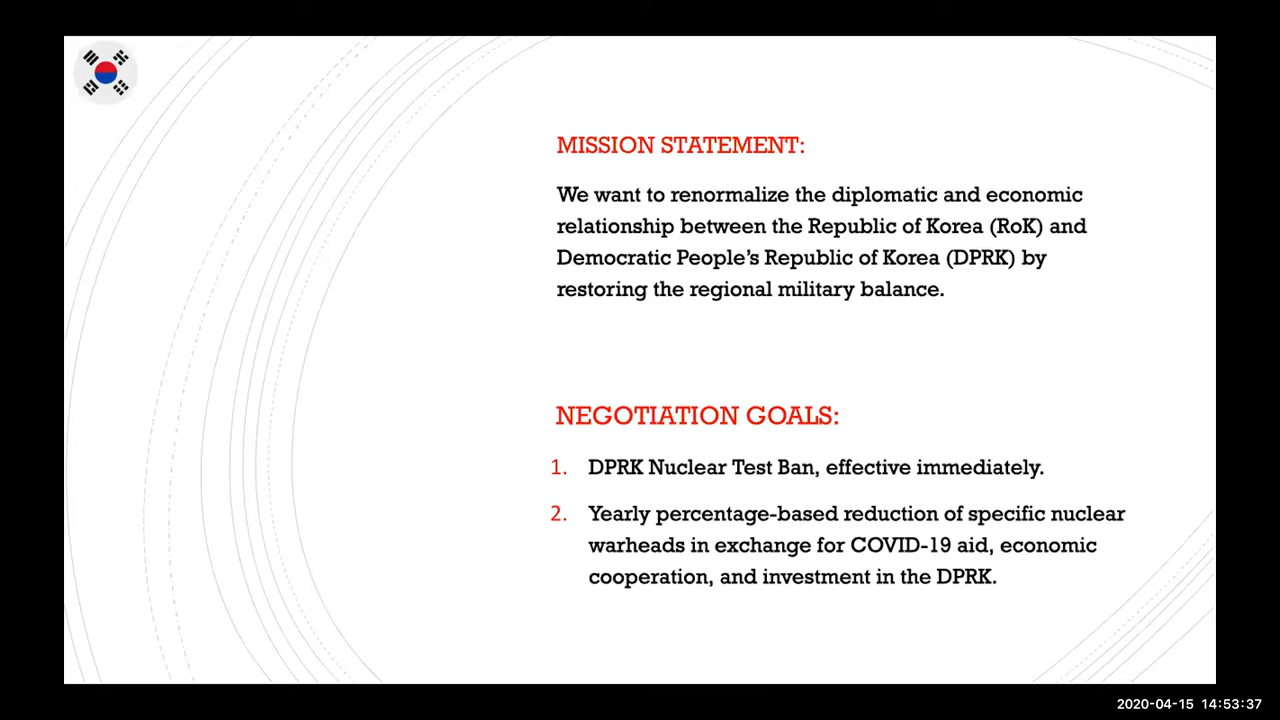 MISSION STATEMENT:
We want to renormalize the diplomatic and economic
relationship between the Republic of Korea (RoK) and
Democratic People’s Republic of Korea (DPRK) by
restoring the regional military balance.
NEGOTIATION GOALS:
1. DPRK Nuclear Test Ban, effective immediately.
2. Yearly percentage-based reduction of specific nuclear
warheads in exchange for COVID-19 aid, economic
cooperation, and investment in the DPRK.
2020-04-15 14:53:37